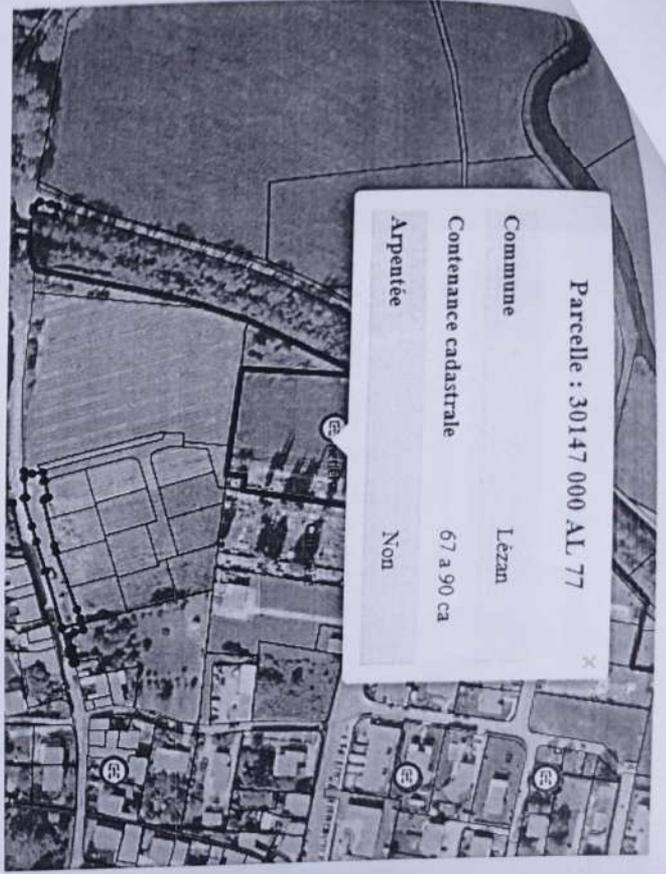 Parcelle : 30147 000 AL 77
×
Commune Lézan
Contenance cadastrale 67 a 90 ca
Arpentée Non